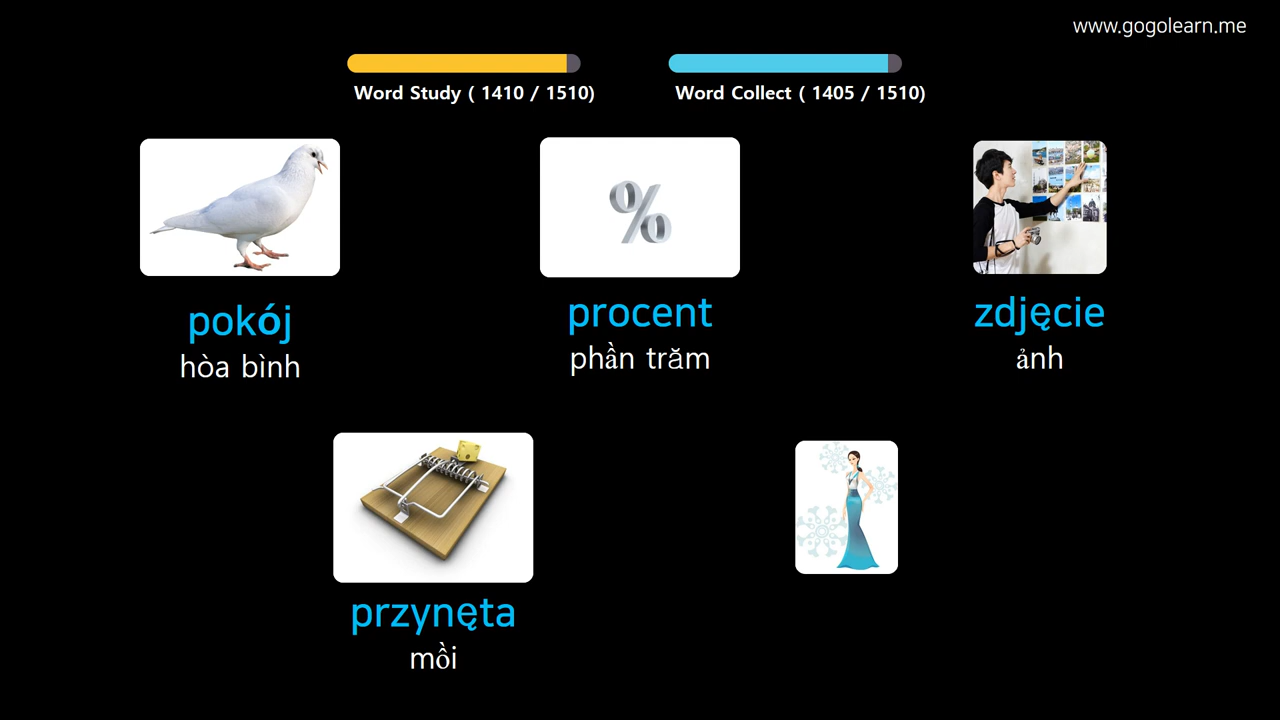 www.gogolearn.me
Word Study ( 1410 / 1510)
Word Collect ( 1405 / 1510)
%
pokój
hòa bình
procent
phần trăm
zdjęcie
ảnh
przynęta
mồi